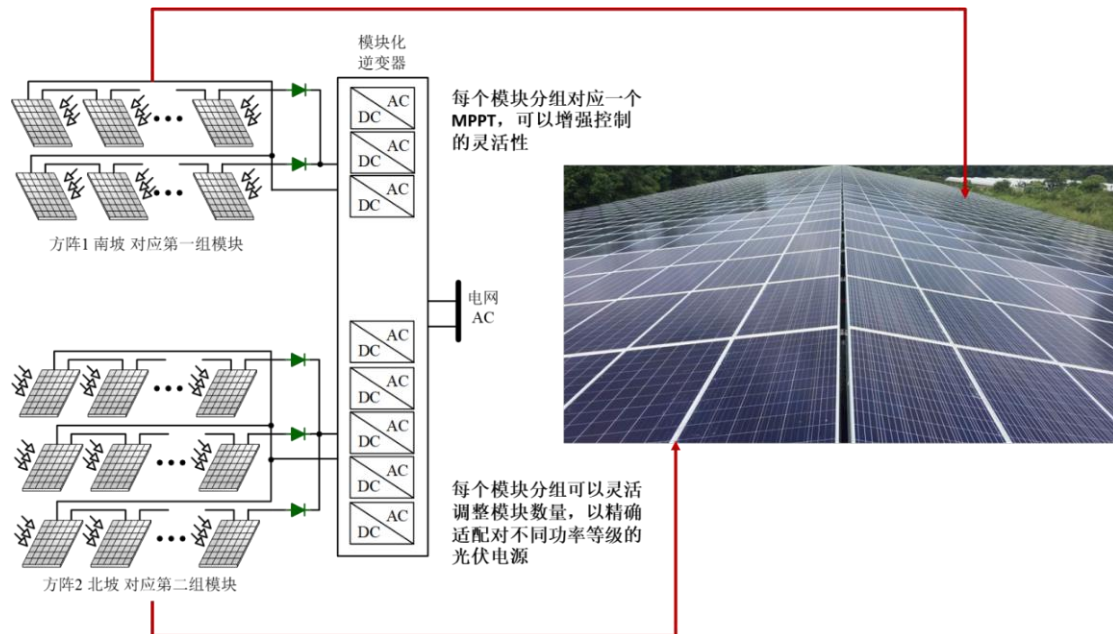 模块化
逆变器
AC
DC
AC
DC
AC
DC
每个模块分组对应一个
MPPT，可以增强控制
的灵活性
方阵1 南坡 对应第一组模块
电网
AC
AC
DC
AC
DC
AC
DC
AC
DC
AC
DC
每个模块分组可以灵活
调整模块数量，以精确
适配对不同功率等级的
光伏电源
方阵2 北坡 对应第二组模块